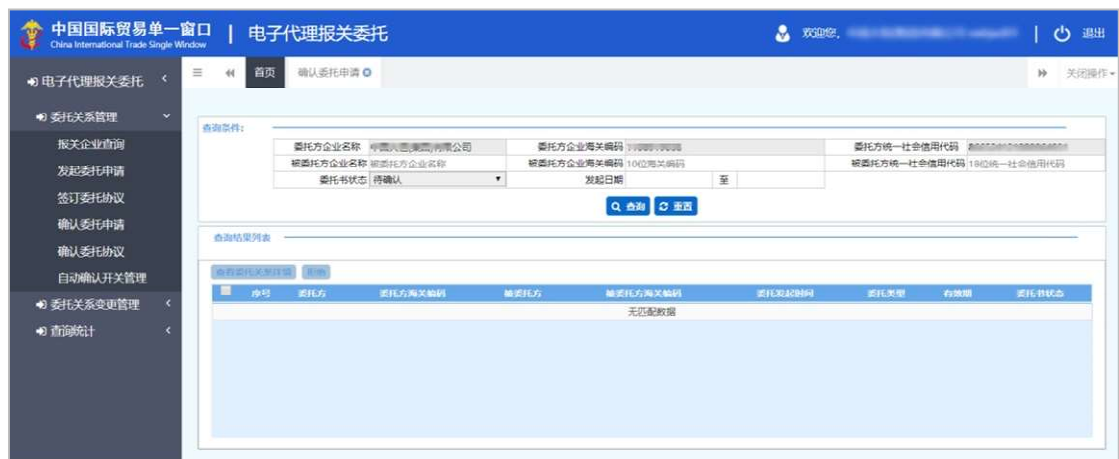 中国国际贸易单一窗口 | 电子代理报关委托 欢迎您, | 退出
China International Trade Single Window
电子代理报关委托 首页 确认委托申请 关闭操作
委托关系管理
报关企业查询
发起委托申请
签订委托协议
确认委托申请
确认委托协议
自动确认开关管理
委托关系变更管理
查询统计
查询条件:
委托方企业名称 有限公司 委托方企业海关编码 委托方统一社会信用代码
被委托方企业名称 被委托方企业名称 被委托方企业海关编码 10位海关编码 被委托方统一社会信用代码 18位统一社会信用代码
委托书状态 待确认 发起日期 至
查询 重置
查询结果列表
查看委托关系详细
序号 委托方 委托方海关编码 被委托方 被委托方海关编码 委托发起时间 委托类型 有效期 委托书状态
无匹配数据